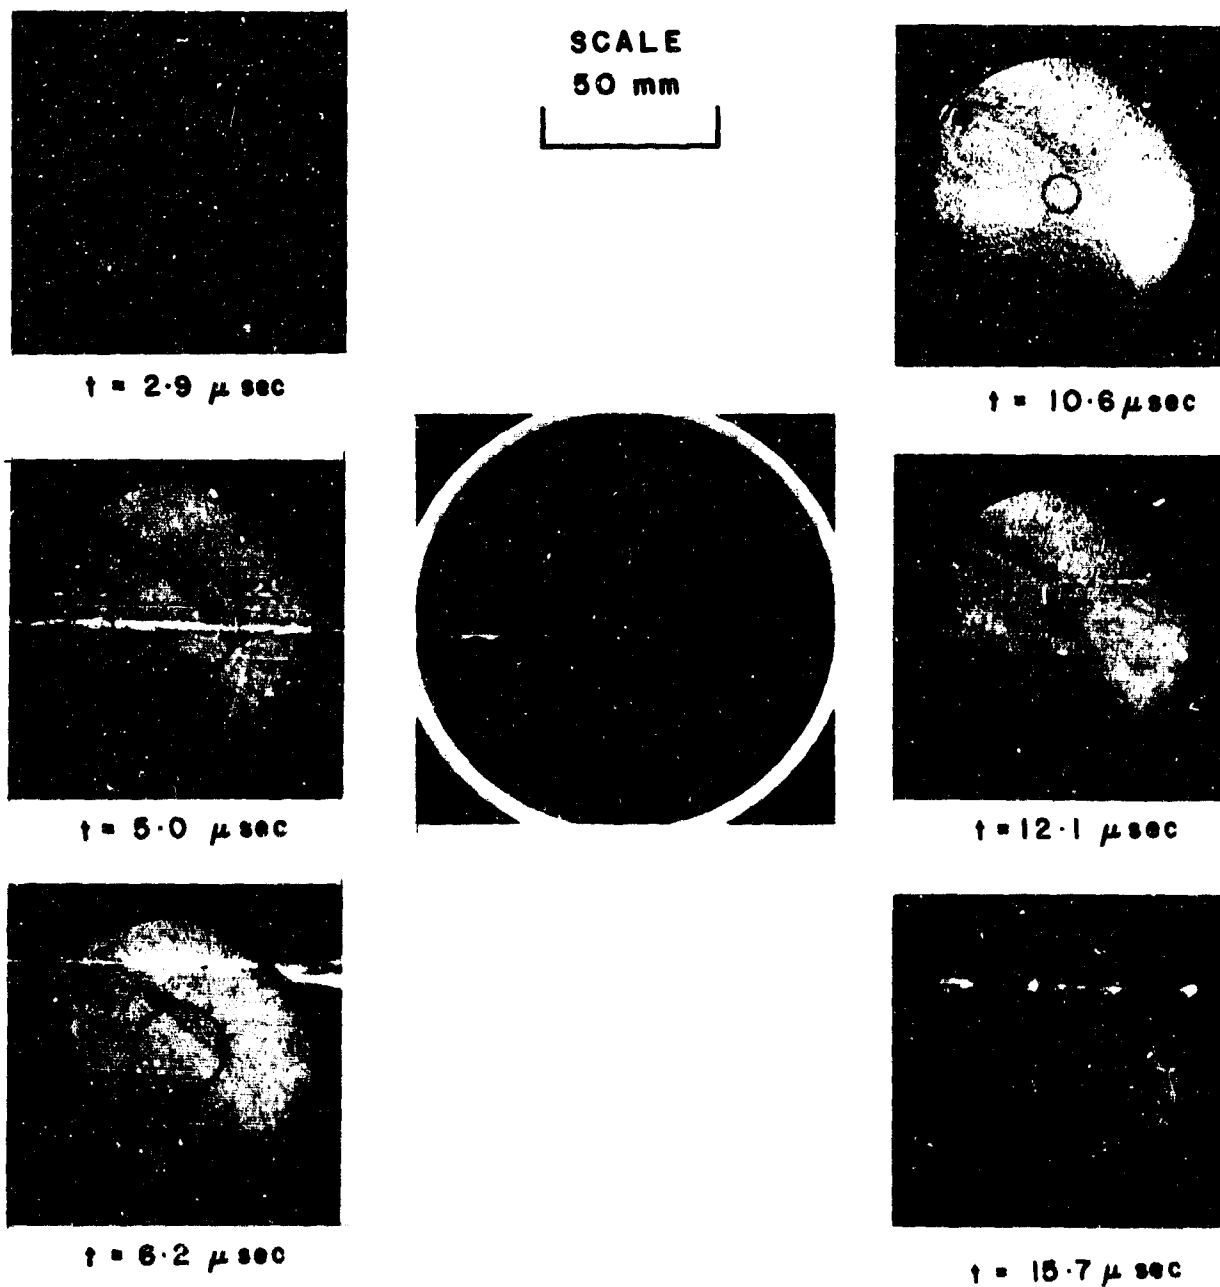 SCALE
50 mm
t = 2·9 μ sec
t = 10·6 μ sec
t = 5·0 μ sec
t = 12·1 μ sec
t = 6·2 μ sec
t = 15·7 μ sec